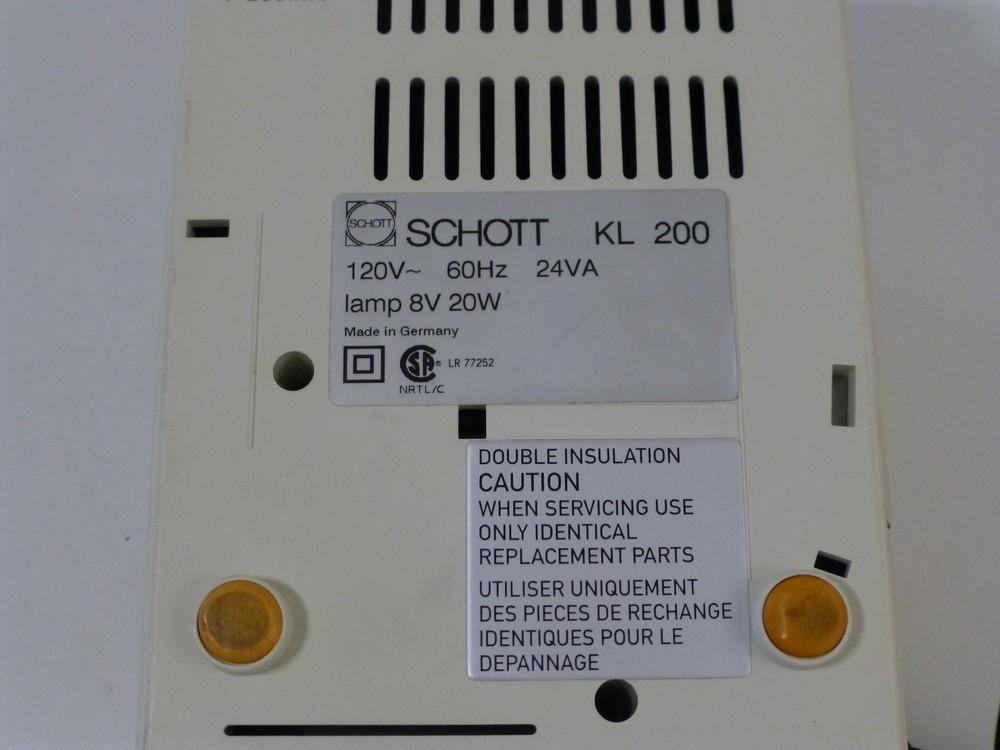 SCHOTT
SCHOTT KL 200
120V~ 60Hz 24VA
lamp 8V 20W
Made in Germany
SA® LR 77252
NRTL/C
DOUBLE INSULATION
CAUTION
WHEN SERVICING USE
ONLY IDENTICAL
REPLACEMENT PARTS
UTILISER UNIQUEMENT
DES PIECES DE RECHANGE
IDENTIQUES POUR LE
DEPANNAGE